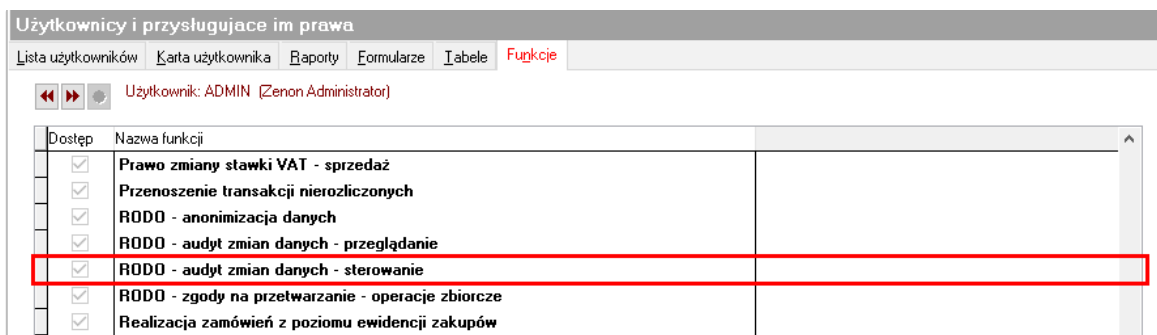 Użytkownicy i przysługujace im prawa
Lista użytkowników Karta użytkownika Raporty Formularze Tabele Funkcje
Użytkownik: ADMIN (Zenon Administrator)
Dostęp Nazwa funkcji
Prawo zmiany stawki VAT - sprzedaż
Przenoszenie transakcji nierozliczonych
RODO - anonimizacja danych
RODO - audyt zmian danych - przeglądanie
RODO - audyt zmian danych - sterowanie
RODO - zgody na przetwarzanie - operacje zbiorcze
Realizacja zamówień z poziomu ewidencji zakupów